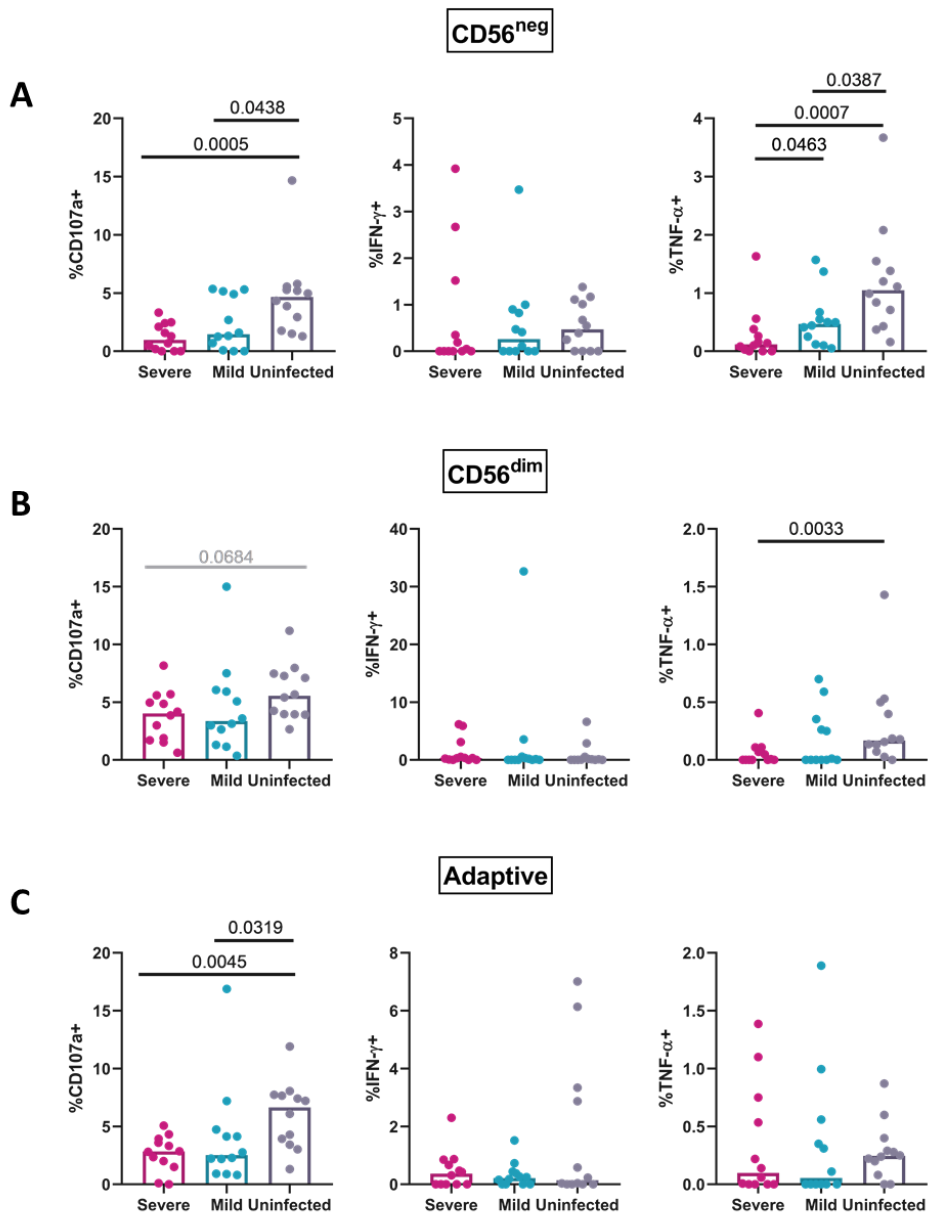 CD56neg
A
20
15
10
5
0
%CD107a+
0.0438
0.0005
Severe Mild Uninfected
5
4
3
2
1
0
%IFN-γ+
Severe Mild Uninfected
4
3
2
1
0
%TNF-α+
0.0387
0.0007
0.0463
Severe Mild Uninfected
CD56dim
B
20
15
10
5
0
%CD107a+
0.0684
Severe Mild Uninfected
40
30
20
10
0
%IFN-γ+
Severe Mild Uninfected
2.0
1.5
1.0
0.5
0.0
%TNF-α+
0.0033
Severe Mild Uninfected
Adaptive
C
20
15
10
5
0
%CD107a+
0.0319
0.0045
Severe Mild Uninfected
8
6
4
2
0
%IFN-γ+
Severe Mild Uninfected
2.0
1.5
1.0
0.5
0.0
%TNF-α+
Severe Mild Uninfected